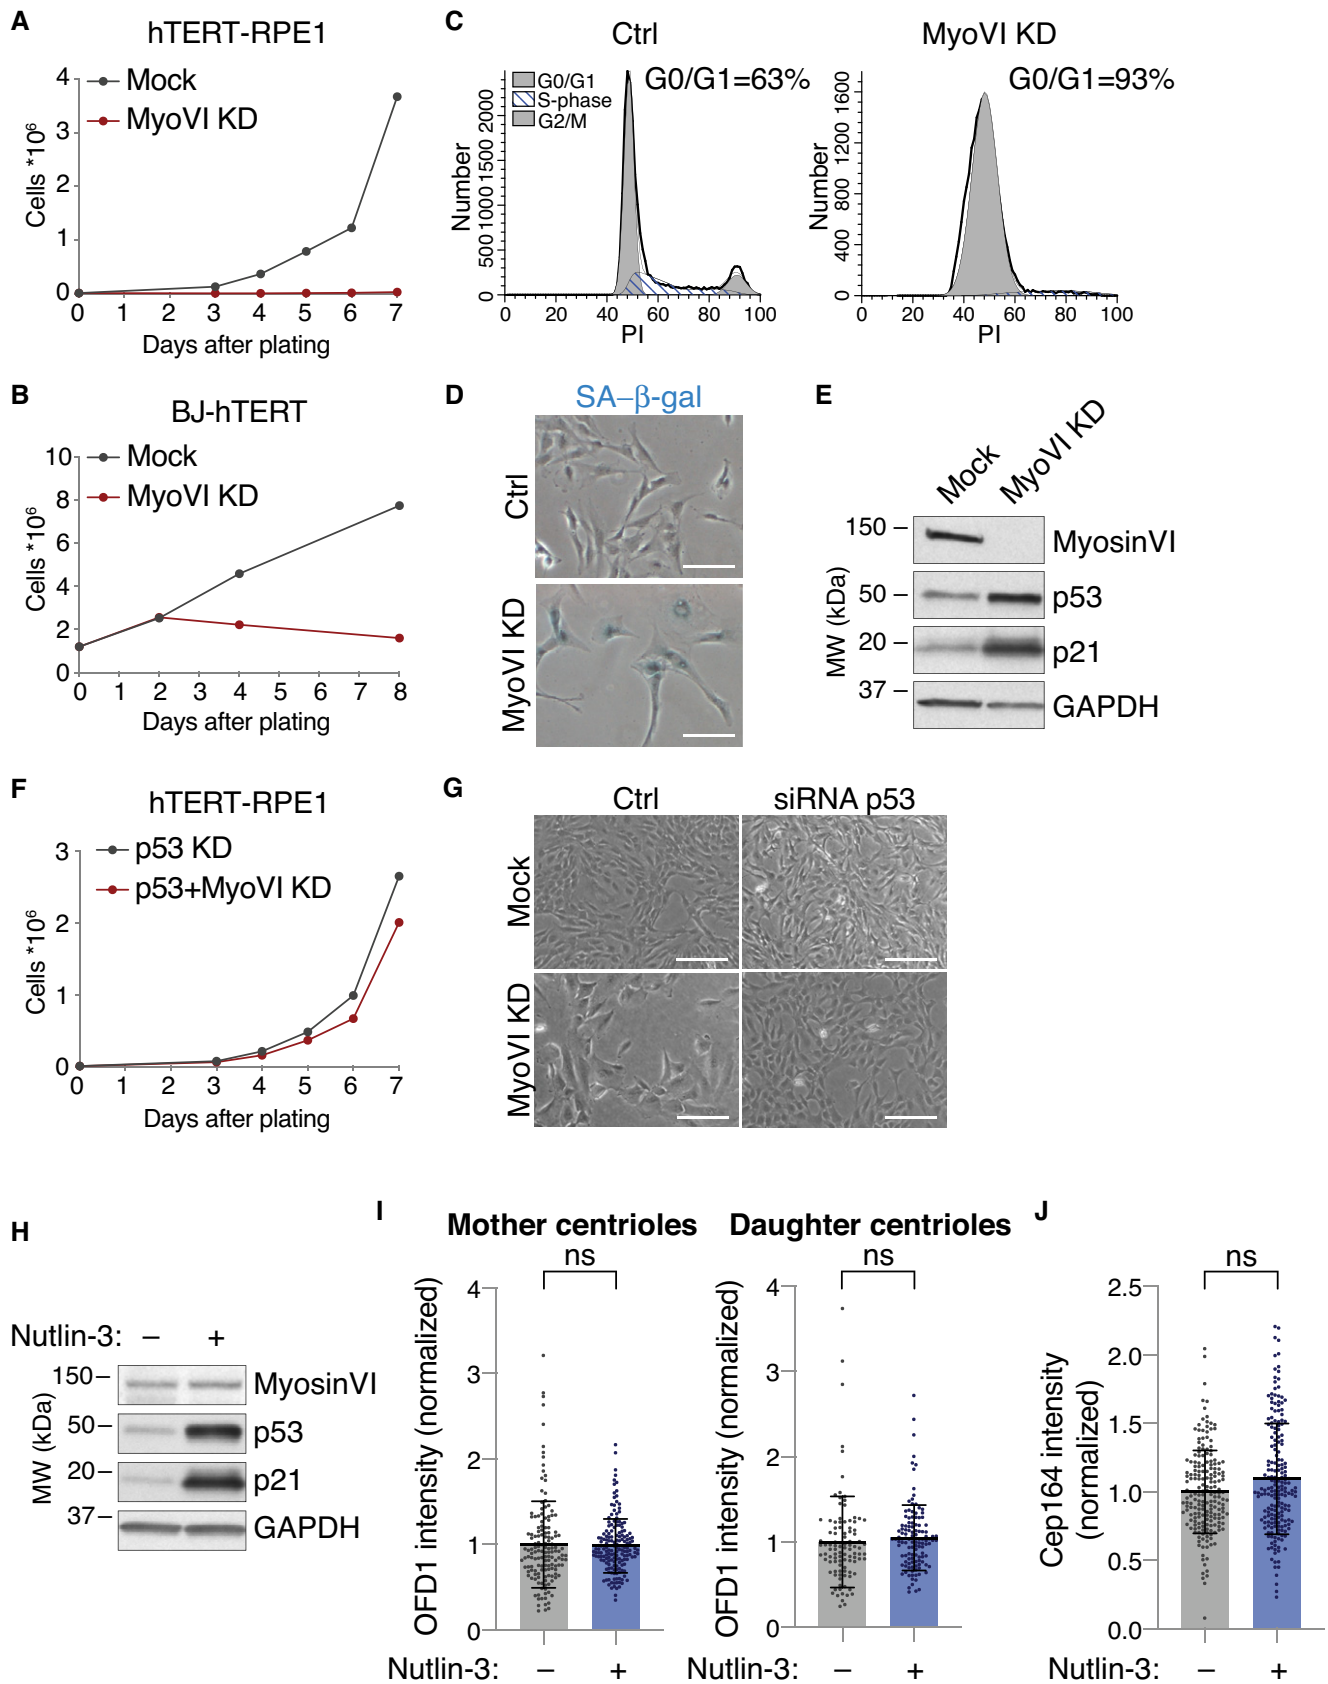 A
hTERT-RPE1
Mock
MyoVI KD
Cells *10⁶
4
3
2
1
0
0 1 2 3 4 5 6 7
Days after plating
C
Ctrl
G0/G1=63%
G0/G1
S-phase
G2/M
Number
2000
1500
1000
500
0
0 20 40 60 80 100
PI
MyoVI KD
G0/G1=93%
Number
1600
1200
800
400
0
0 20 40 60 80 100
PI
B
BJ-hTERT
Mock
MyoVI KD
Cells *10⁶
10
8
6
4
2
0
0 1 2 3 4 5 6 7 8
Days after plating
D
SA–β-gal
Ctrl
MyoVI KD
E
Mock
MyoVI KD
MW (kDa)
150 – MyosinVI
50 – p53
20 – p21
37 – GAPDH
F
hTERT-RPE1
p53 KD
p53+MyoVI KD
Cells *10⁶
3
2
1
0
0 1 2 3 4 5 6 7
Days after plating
G
Ctrl
siRNA p53
Mock
MyoVI KD
H
Nutlin-3: – +
MW (kDa)
150 – MyosinVI
50 – p53
20 – p21
37 – GAPDH
I
Mother centrioles
ns
OFD1 intensity (normalized)
4
3
2
1
0
Nutlin-3: – +
Daughter centrioles
ns
OFD1 intensity (normalized)
4
3
2
1
0
Nutlin-3: – +
J
ns
Cep164 intensity
(normalized)
2.5
2.0
1.5
1.0
0.5
0.0
Nutlin-3: – +